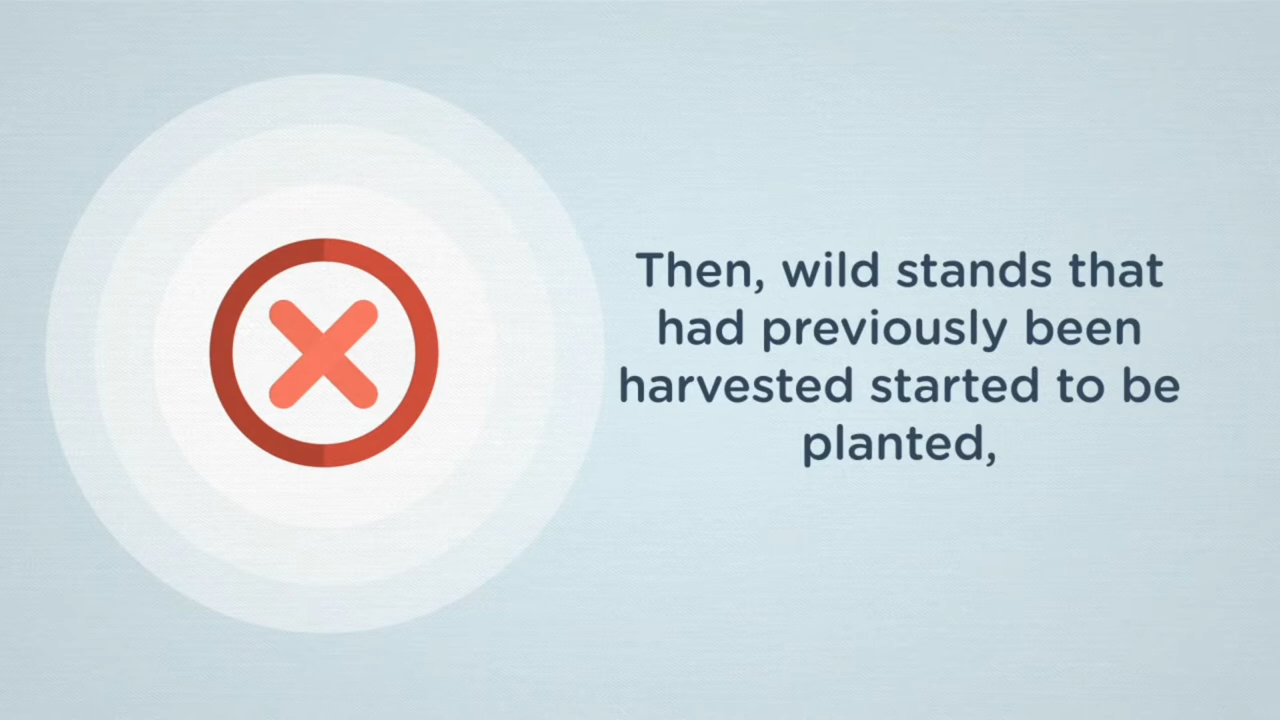 Then, wild stands that
had previously been
harvested started to be
planted,